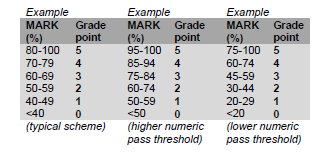 Example Example Example
MARK Grade MARK Grade MARK Grade
(%) point (%) point (%) point
80-100 5 95-100 5 75-100 5
70-79 4 85-94 4 60-74 4
60-69 3 75-84 3 45-59 3
50-59 2 60-74 2 30-44 2
40-49 1 50-59 1 20-29 1
<40 0 <50 0 <20 0
(typical scheme) (higher numeric (lower numeric
pass threshold) pass threshold)